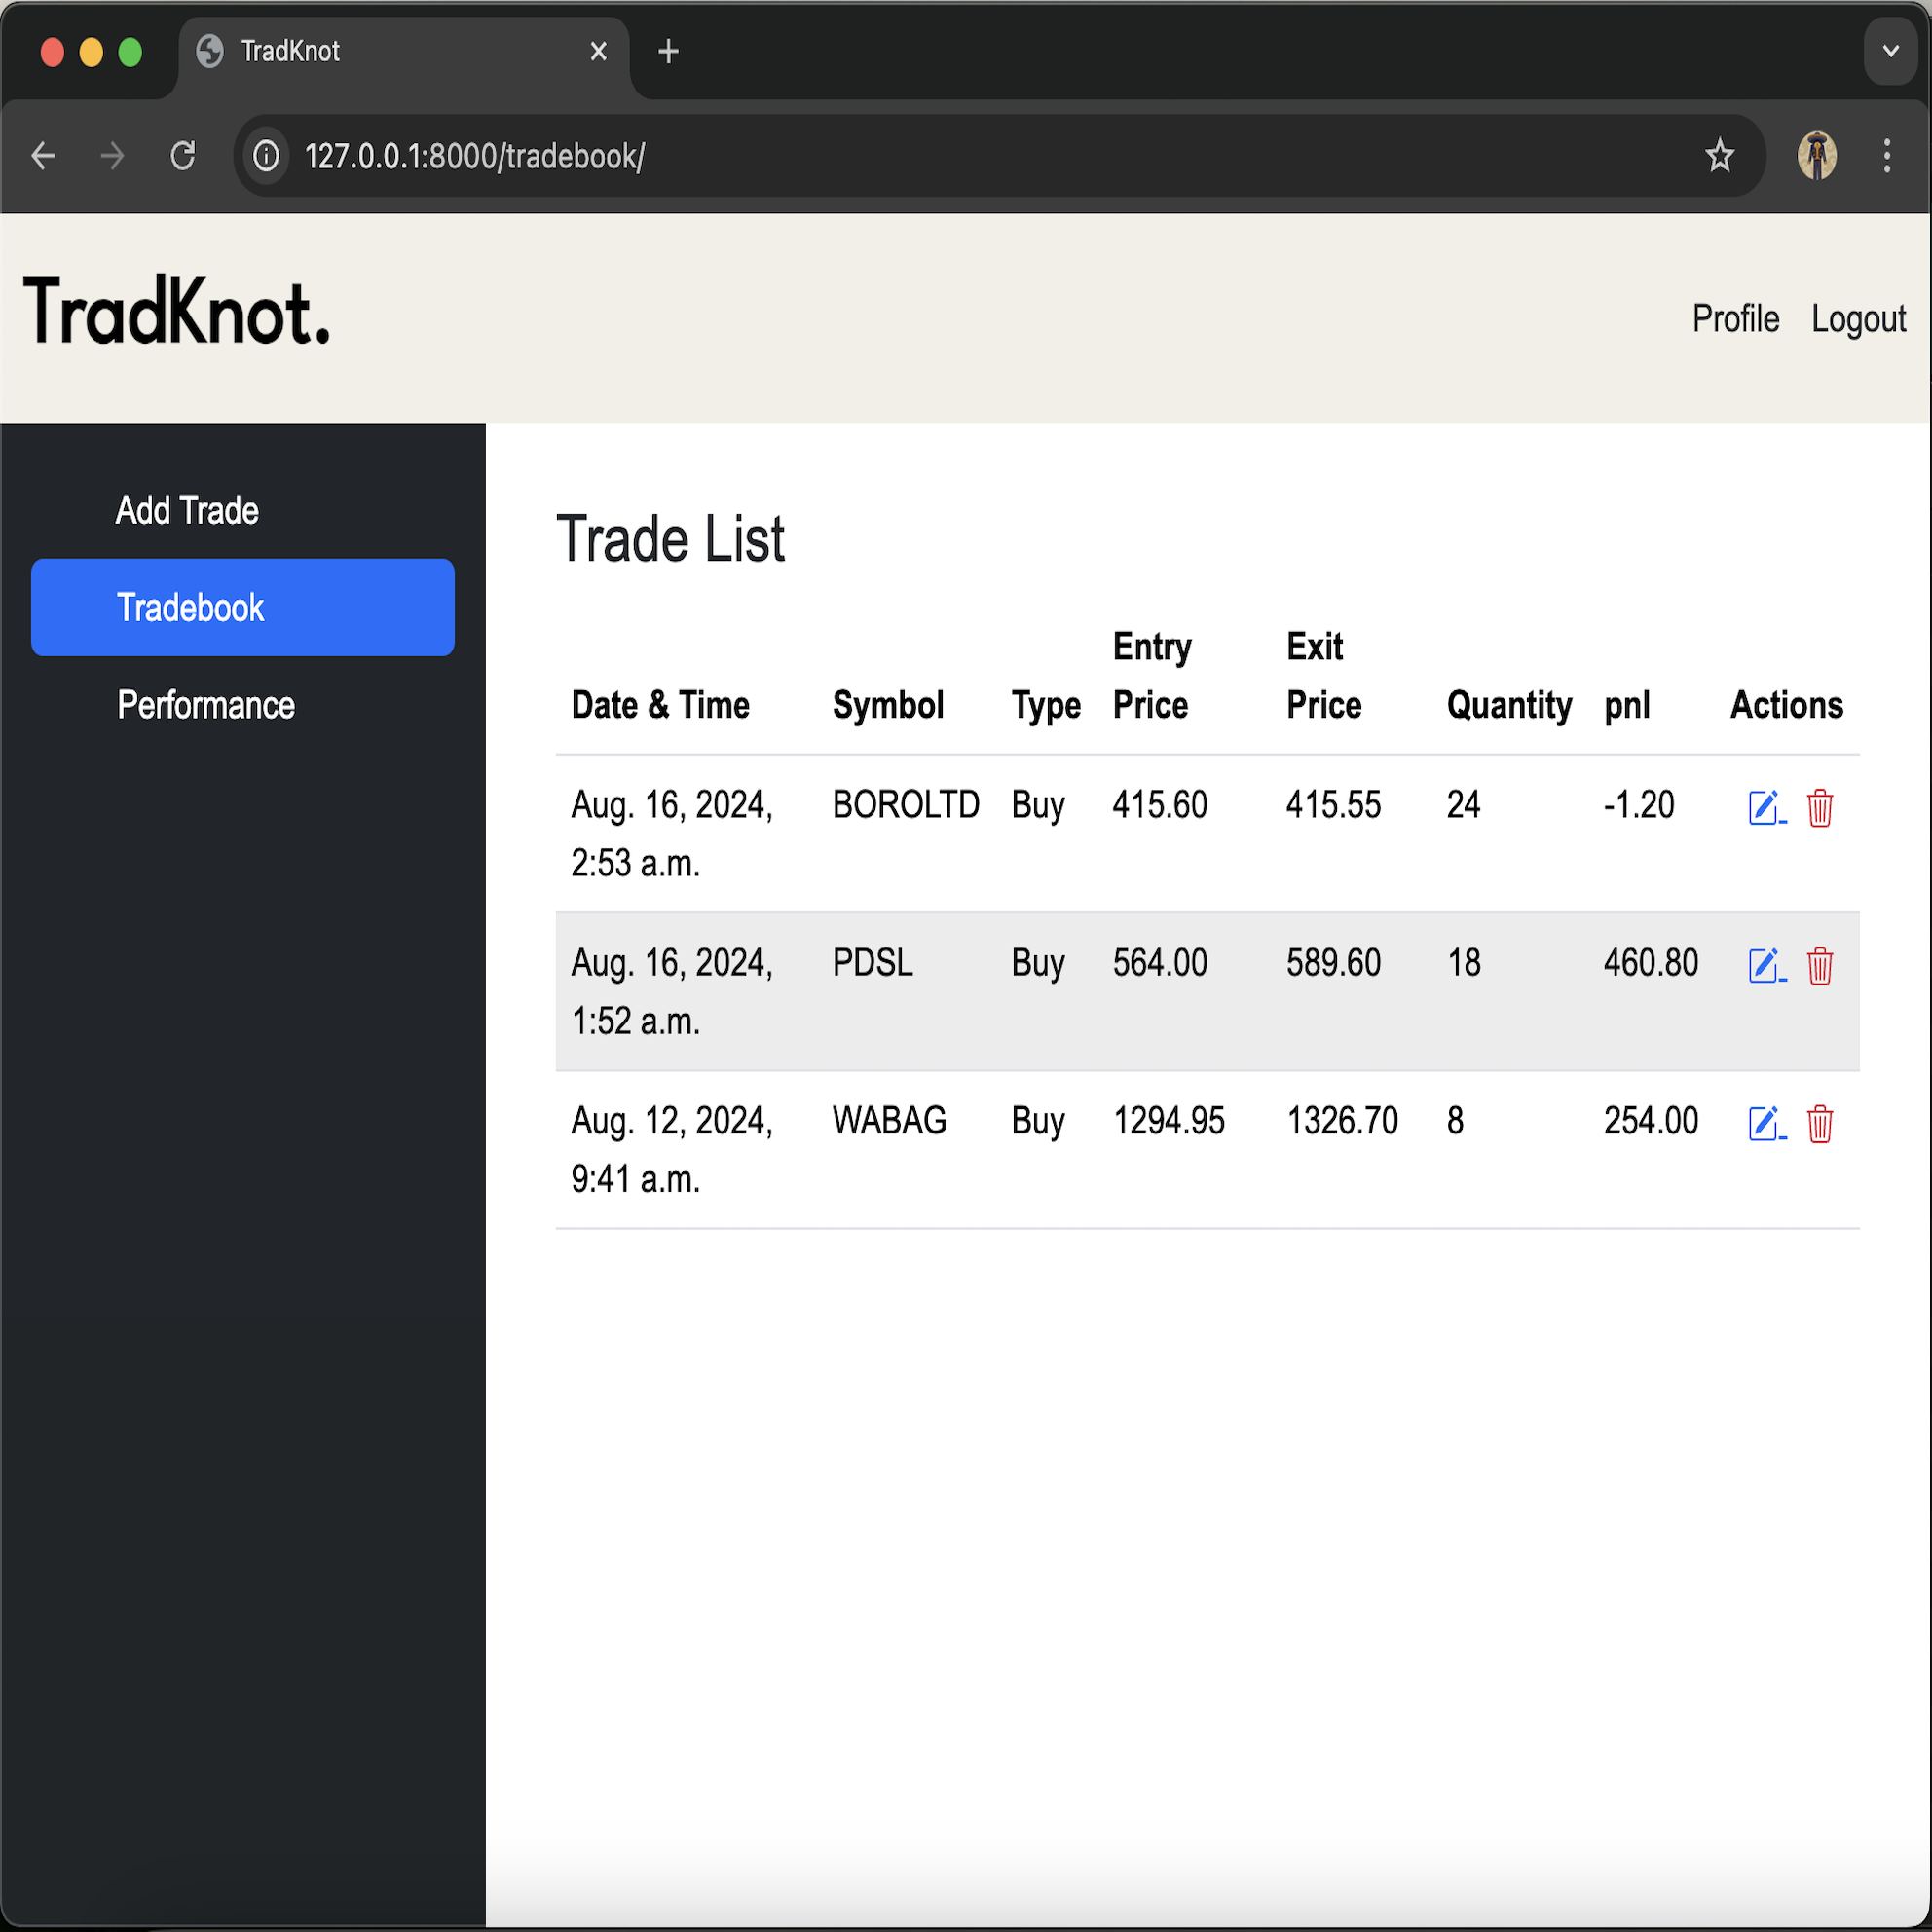 TradKnot
127.0.0.1:8000/tradebook/
TradKnot.
Profile Logout
Add Trade
Tradebook
Performance
Trade List
Date & Time Symbol Type Entry Price Exit Price Quantity pnl Actions
Aug. 16, 2024, 2:53 a.m. BOROLTD Buy 415.60 415.55 24 -1.20
Aug. 16, 2024, 1:52 a.m. PDSL Buy 564.00 589.60 18 460.80
Aug. 12, 2024, 9:41 a.m. WABAG Buy 1294.95 1326.70 8 254.00